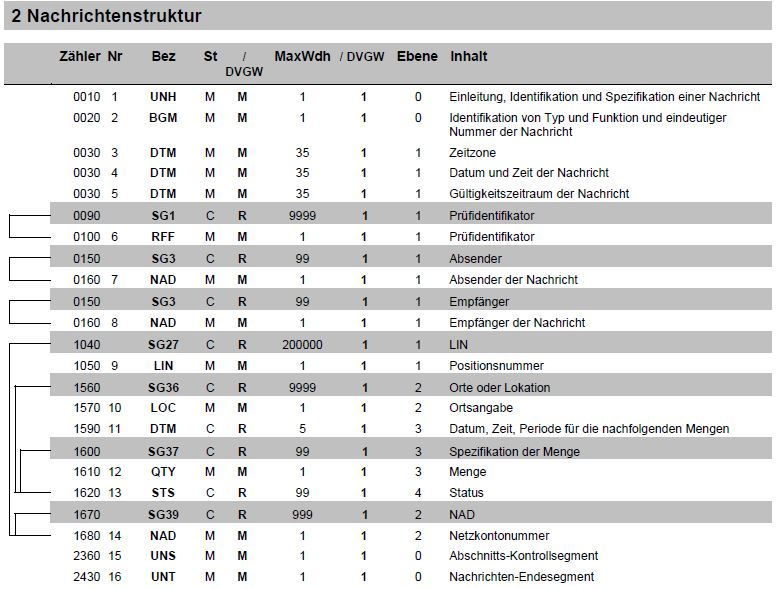 2 Nachrichtenstruktur
Zähler Nr Bez St / DVGW MaxWdh / DVGW Ebene Inhalt
0010 1 UNH M M 1 1 0 Einleitung, Identifikation und Spezifikation einer Nachricht
0020 2 BGM M M 1 1 0 Identifikation von Typ und Funktion und eindeutiger
Nummer der Nachricht
0030 3 DTM M M 35 1 1 Zeitzone
0030 4 DTM M M 35 1 1 Datum und Zeit der Nachricht
0030 5 DTM M M 35 1 1 Gültigkeitszeitraum der Nachricht
0090 SG1 C R 9999 1 1 Prüfidentifikator
0100 6 RFF M M 1 1 1 Prüfidentifikator
0150 SG3 C R 99 1 1 Absender
0160 7 NAD M M 1 1 1 Absender der Nachricht
0150 SG3 C R 99 1 1 Empfänger
0160 8 NAD M M 1 1 1 Empfänger der Nachricht
1040 SG27 C R 200000 1 1 LIN
1050 9 LIN M M 1 1 1 Positionsnummer
1560 SG36 C R 9999 1 2 Orte oder Lokation
1570 10 LOC M M 1 1 2 Ortsangabe
1590 11 DTM C R 5 1 3 Datum, Zeit, Periode für die nachfolgenden Mengen
1600 SG37 C R 99 1 3 Spezifikation der Menge
1610 12 QTY M M 1 1 3 Menge
1620 13 STS C R 99 1 4 Status
1670 SG39 C R 999 1 2 NAD
1680 14 NAD M M 1 1 2 Netzkontonummer
2360 15 UNS M M 1 1 0 Abschnitts-Kontrollsegment
2430 16 UNT M M 1 1 0 Nachrichten-Endesegment